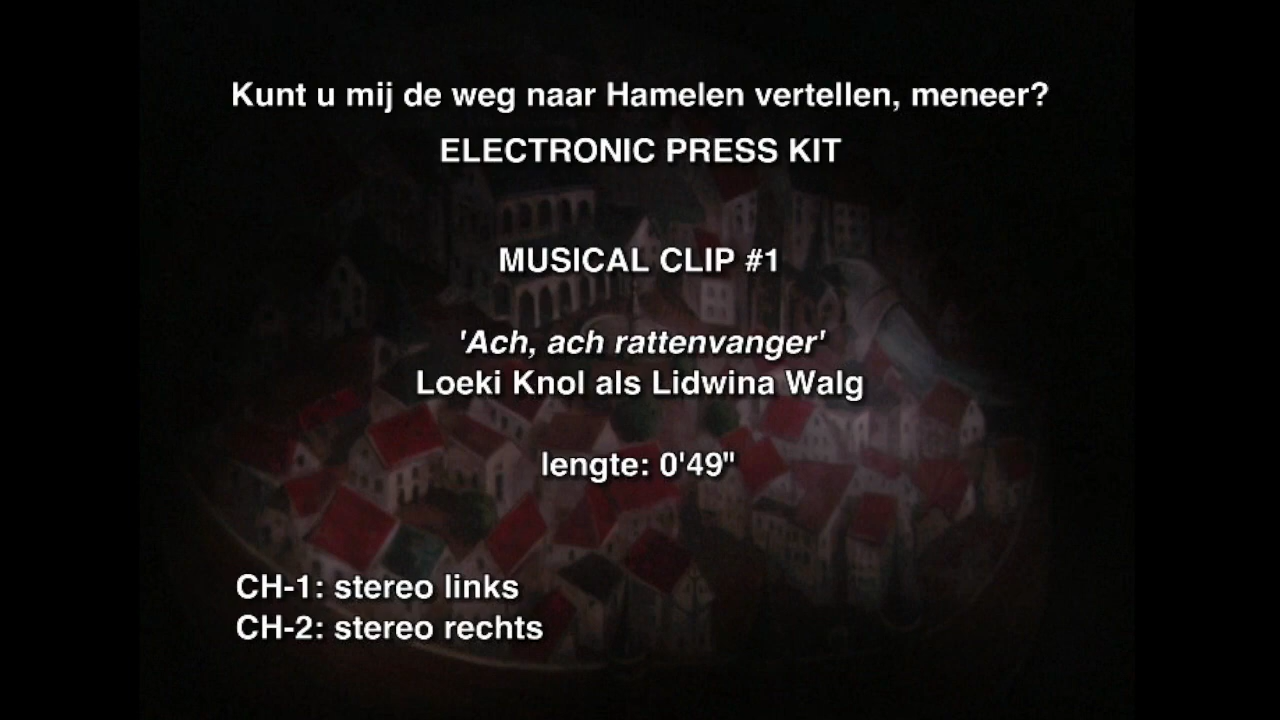 Kunt u mij de weg naar Hamelen vertellen, meneer?
ELECTRONIC PRESS KIT
MUSICAL CLIP #1
'Ach, ach rattenvanger'
Loeki Knol als Lidwina Walg
lengte: 0'49"
CH-1: stereo links
CH-2: stereo rechts